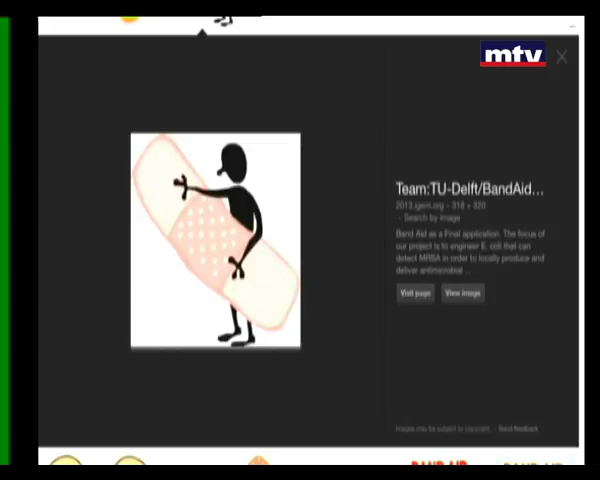 mtv
Team:TU-Delft/BandAid...
2013.igem.org - 318 × 320
- Search by image
Band Aid as a Final application. The focus of
our project is to engineer E. coli that can
detect MRSA in order to locally produce and
deliver antimicrobial ...
Visit page
View image
Images may be subject to copyright. - Send feedback